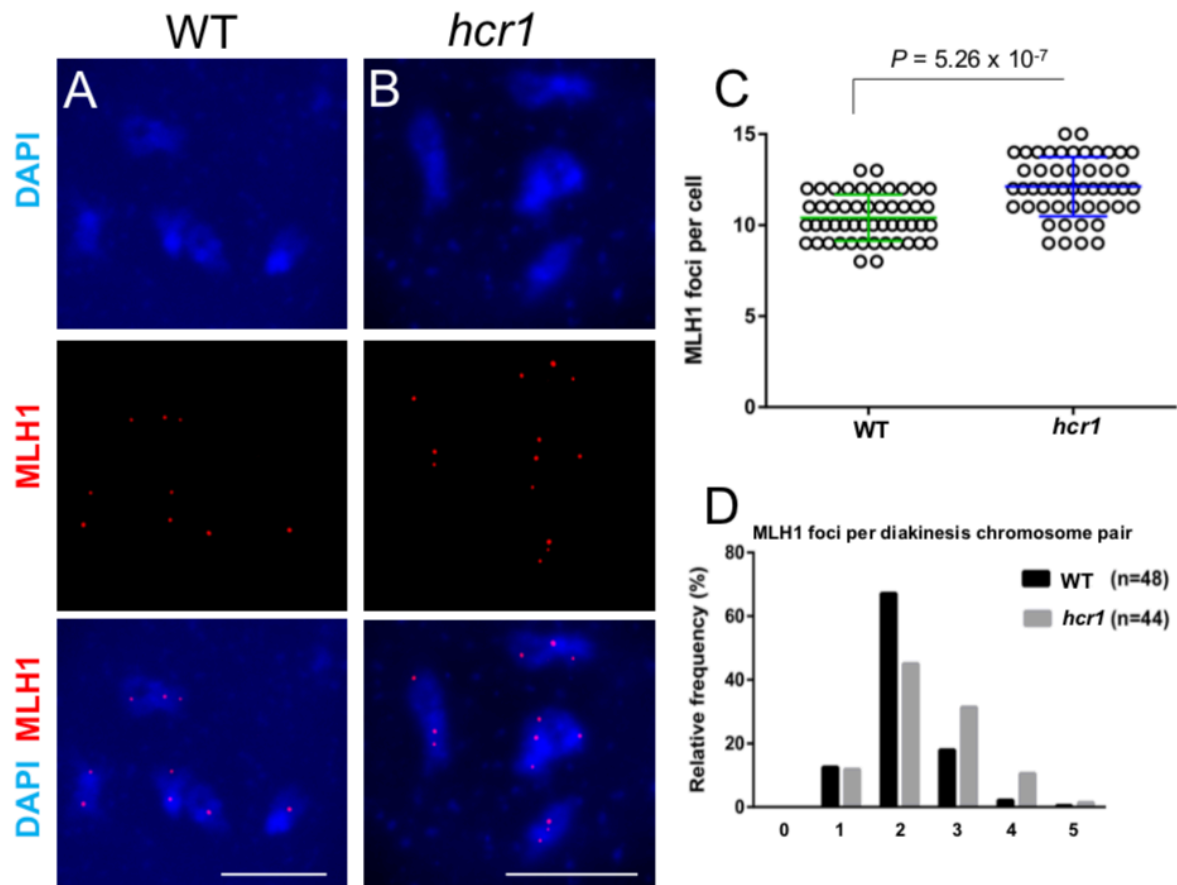 WT
hcr1
A
B
DAPI
MLH1
DAPI MLH1
C
P = 5.26 x 10-7
MLH1 foci per cell
15
10
5
0
WT
hcr1
D
MLH1 foci per diakinesis chromosome pair
Relative frequency (%)
80
60
40
20
0
WT (n=48)
hcr1 (n=44)
0 1 2 3 4 5